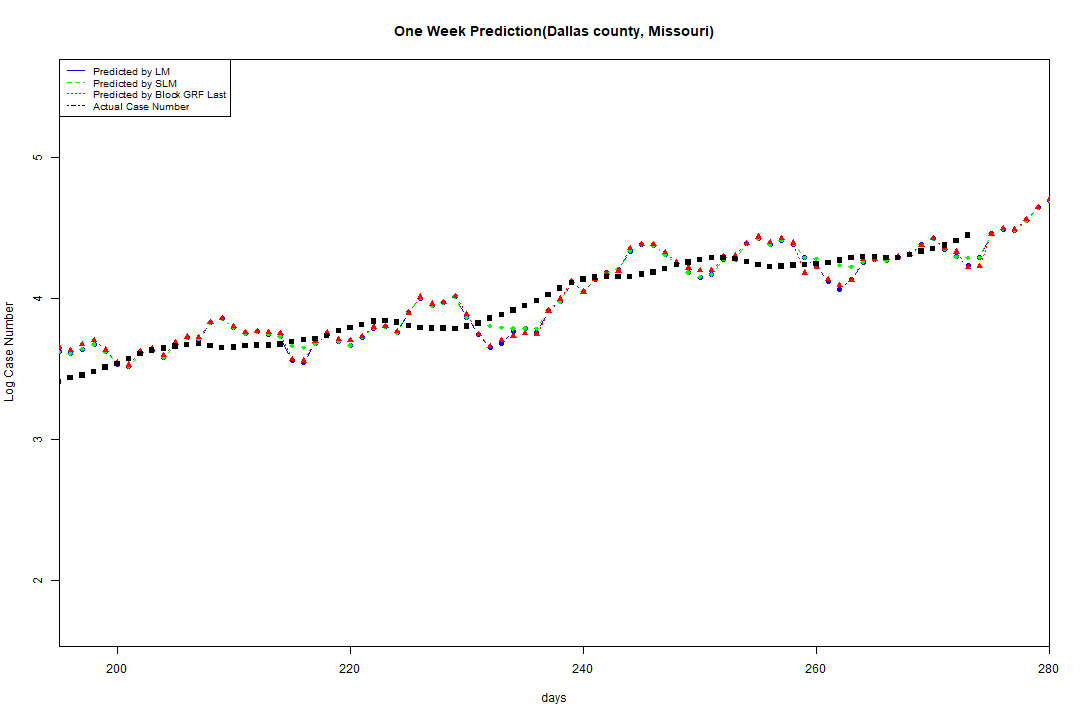 One Week Prediction(Dallas county, Missouri)
Predicted by LM
Predicted by SLM
Predicted by Block GRF Last
Actual Case Number
5
4
3
2
Log Case Number
200 220 240 260 280
days